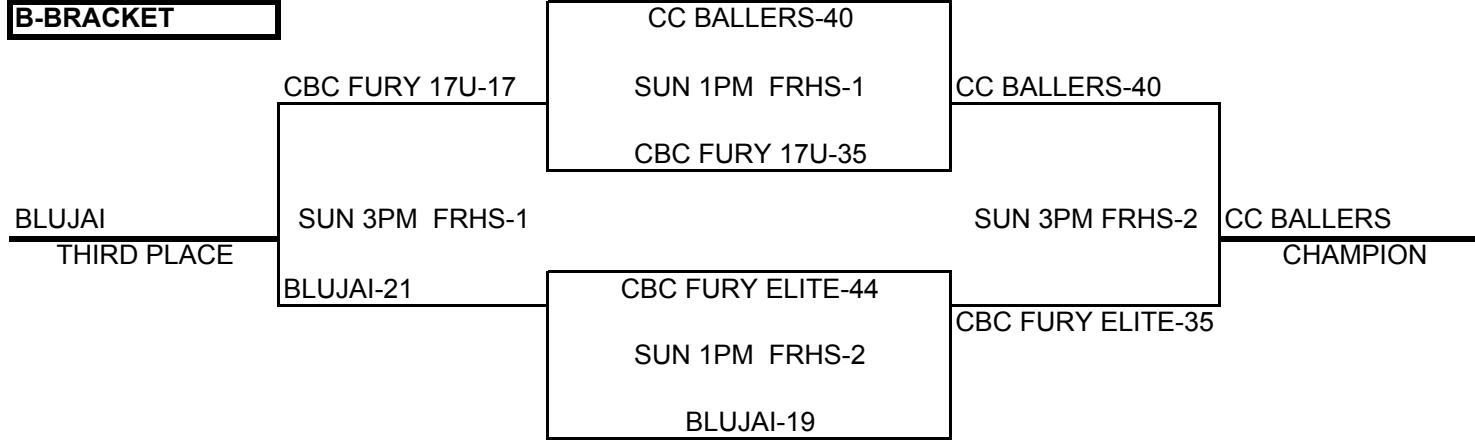 B-BRACKET
CC BALLERS-40
CBC FURY 17U-17
SUN 1PM FRHS-1
CC BALLERS-40
CBC FURY 17U-35
BLUJAI
SUN 3PM FRHS-1
SUN 3PM FRHS-2
CC BALLERS
THIRD PLACE
CHAMPION
BLUJAI-21
CBC FURY ELITE-44
CBC FURY ELITE-35
SUN 1PM FRHS-2
BLUJAI-19